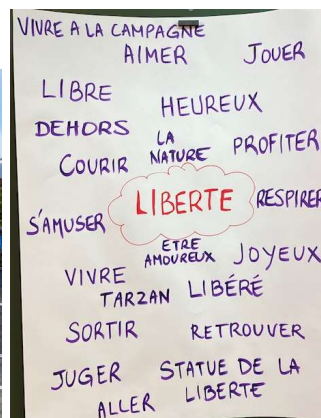 VIVRE A LA CAMPAGNE
AIMER JOUER
LIBRE
HEUREUX
DEHORS
LA
NATURE
PROFITER
COURIR
LIBERTE
RESPIRER
S'AMUSER
ETRE
AMOUREUX
JOYEUX
VIVRE
TARZAN
LIBÉRÉ
SORTIR RETROUVER
JUGER
STATUE DE LA
LIBERTE
ALLER